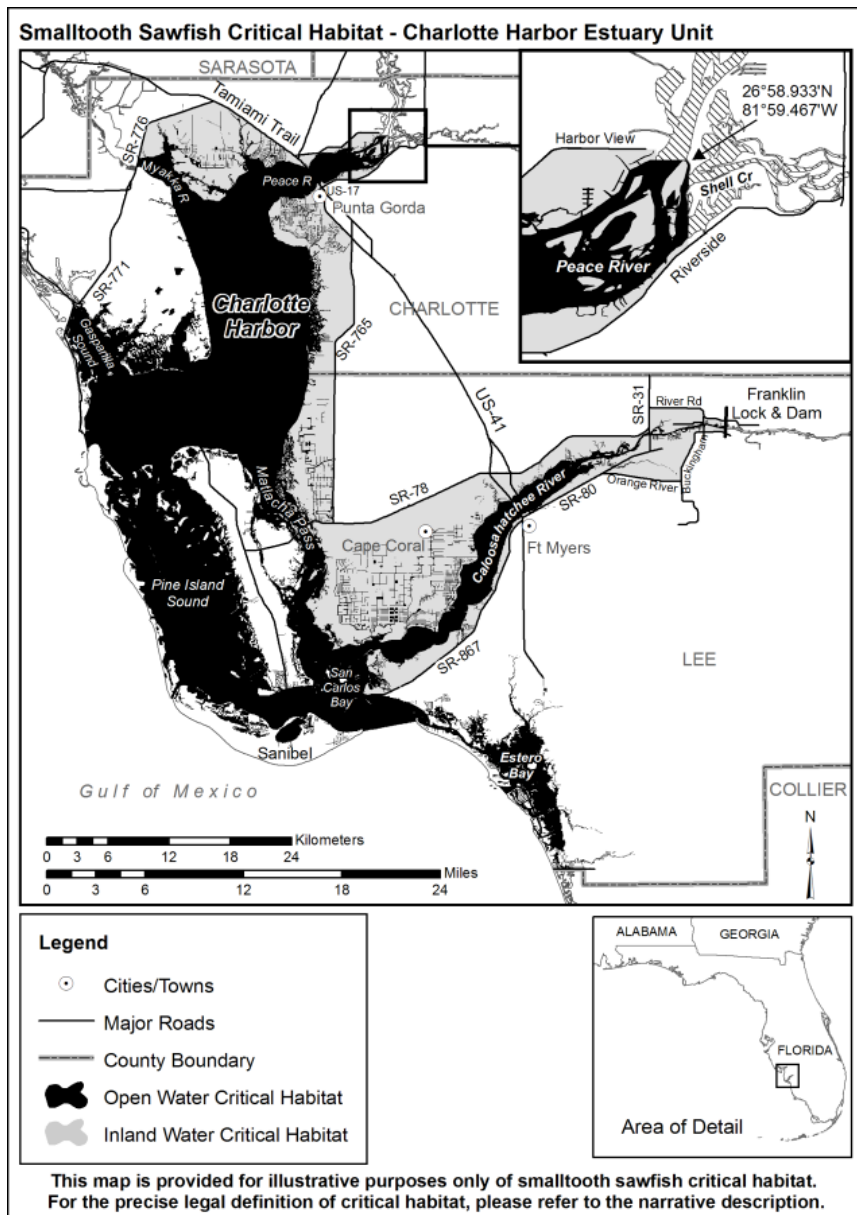 Smalltooth Sawfish Critical Habitat - Charlotte Harbor Estuary Unit
SARASOTA
Tamiami Trail
SR-776
Myakka R
Peace R
US-17
Punta Gorda
SR-771
Gasparilla
Sound
Charlotte
Harbor
SR-765
CHARLOTTE
US-41
26°58.933'N
81°59.467'W
Harbor View
Shell Cr
Peace River
Riverside
SR-31
River Rd
Franklin
Lock & Dam
Buckingham
Orange River
SR-80
SR-78
Matlacha Pass
Caloosahatchee River
Cape Coral
Ft Myers
Pine Island
Sound
SR-867
LEE
San
Carlos
Bay
Sanibel
Estero
Bay
Gulf of Mexico
COLLIER
N
Kilometers
0 3 6 12 18 24
Miles
0 3 6 12 18 24
Legend
Cities/Towns
Major Roads
County Boundary
Open Water Critical Habitat
Inland Water Critical Habitat
ALABAMA
GEORGIA
FLORIDA
Area of Detail
This map is provided for illustrative purposes only of smalltooth sawfish critical habitat.
For the precise legal definition of critical habitat, please refer to the narrative description.